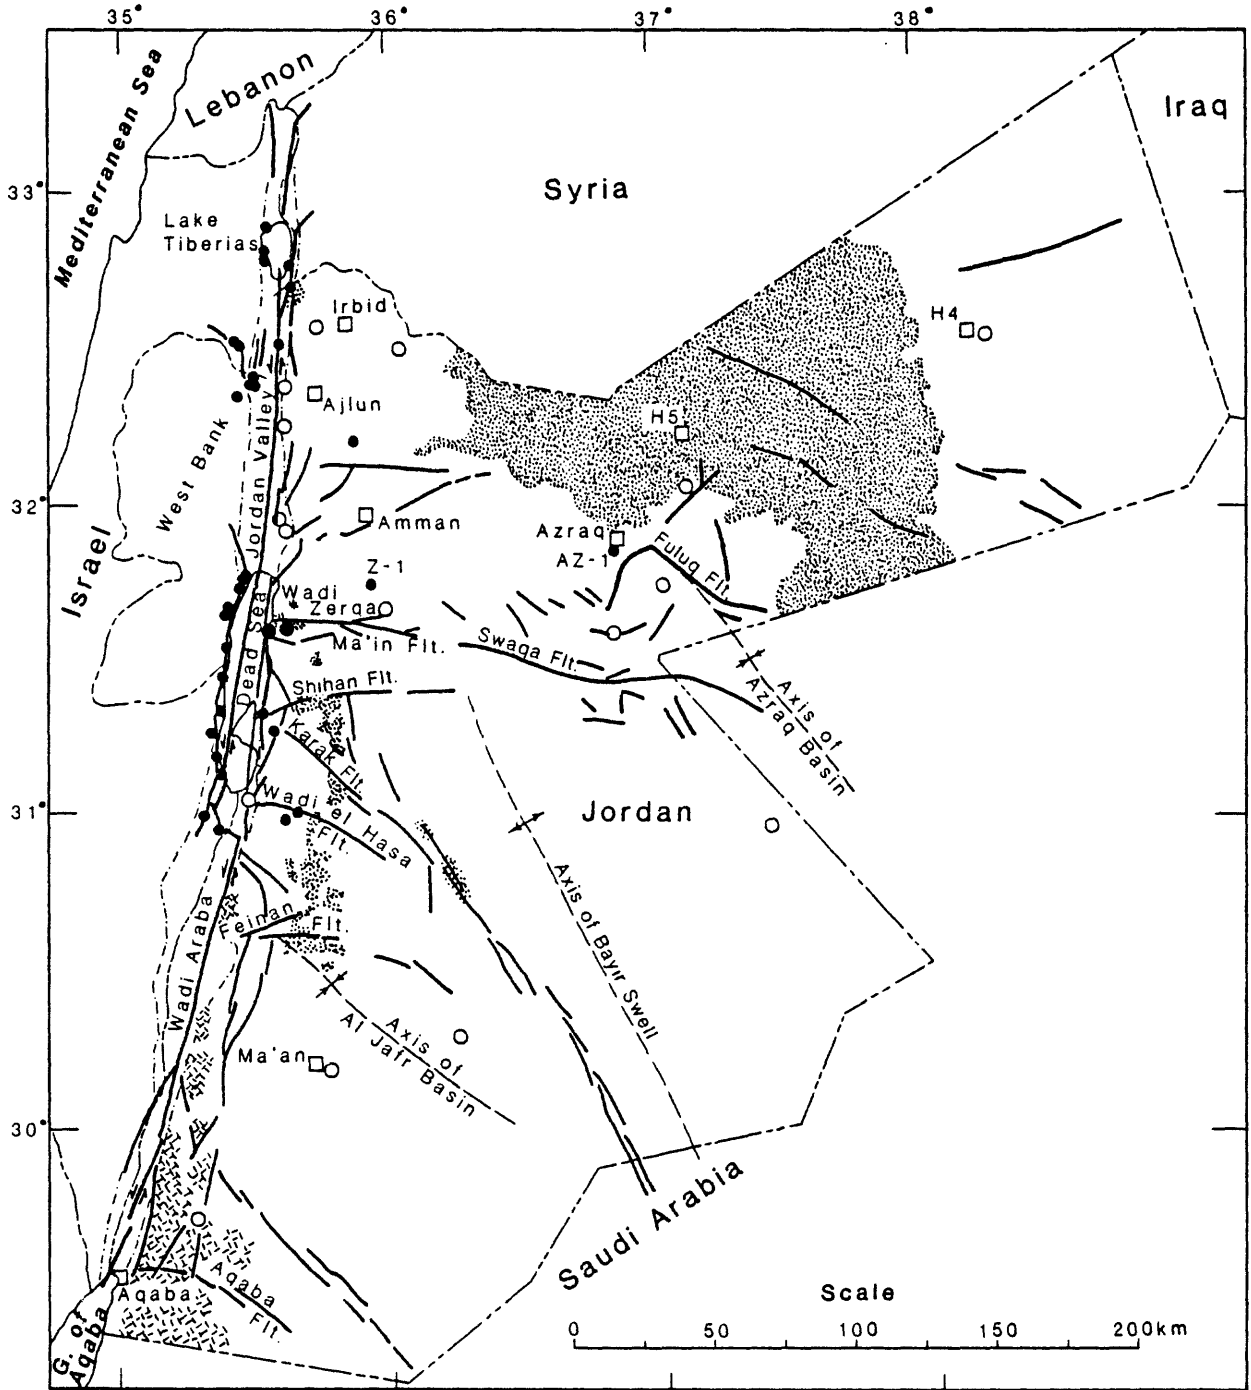 35°
36°
37°
38°
Mediterranean Sea
Lebanon
Iraq
33°
Syria
Lake
Tiberias
Irbid
H4
Ajlun
H5
West Bank
Jordan Valley
32°
Amman
Azraq
AZ-1
Fuluq Flt.
Israel
Z-1
Wadi
Zerqa
Ma'in Flt.
Swaqa Flt.
Dead Sea
Shihan Flt.
Axis of
Azraq Basin
Karak Flt.
31°
Wadi el Hasa
Flt.
Jordan
Axis of Bayir Swell
Feinan Flt.
Wadi Araba
Axis of
Al Jafr Basin
Ma'an
30°
Saudi Arabia
Aqaba
Aqaba
Flt.
G. of
Aqaba
Scale
0 50 100 150 200km